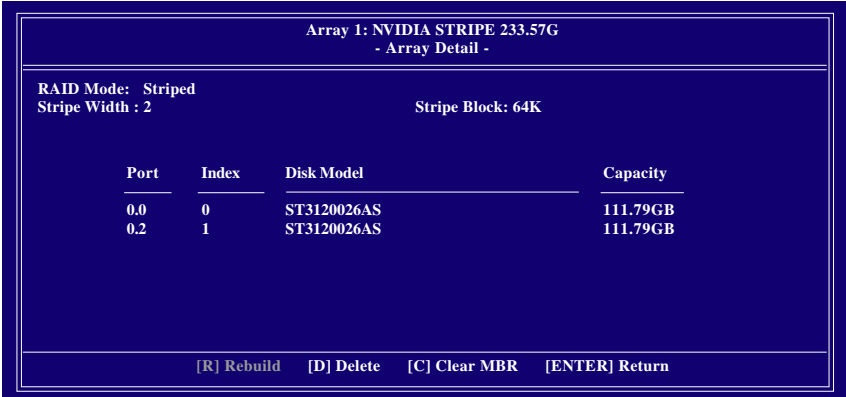 Array 1: NVIDIA STRIPE 233.57G
- Array Detail -
RAID Mode: Striped
Stripe Width : 2 Stripe Block: 64K
Port Index Disk Model Capacity
0.0 0 ST3120026AS 111.79GB
0.2 1 ST3120026AS 111.79GB
[R] Rebuild [D] Delete [C] Clear MBR [ENTER] Return